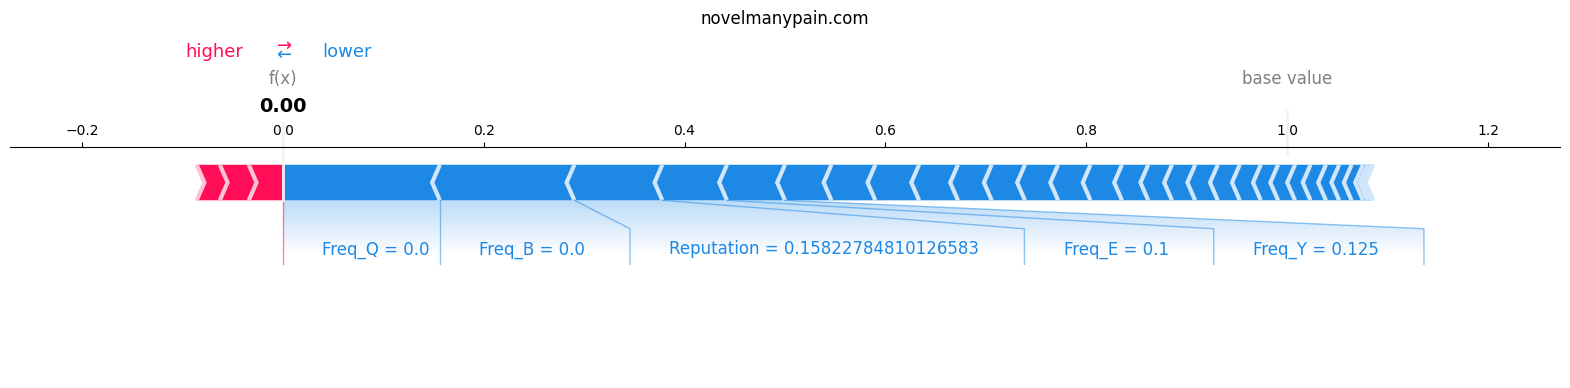 novelmanypain.com
higher → ← lower
f(x)
base value
0.00
−0.2 0.0 0.2 0.4 0.6 0.8 1.0 1.2
Freq_Q = 0.0 Freq_B = 0.0 Reputation = 0.15822784810126583 Freq_E = 0.1 Freq_Y = 0.125